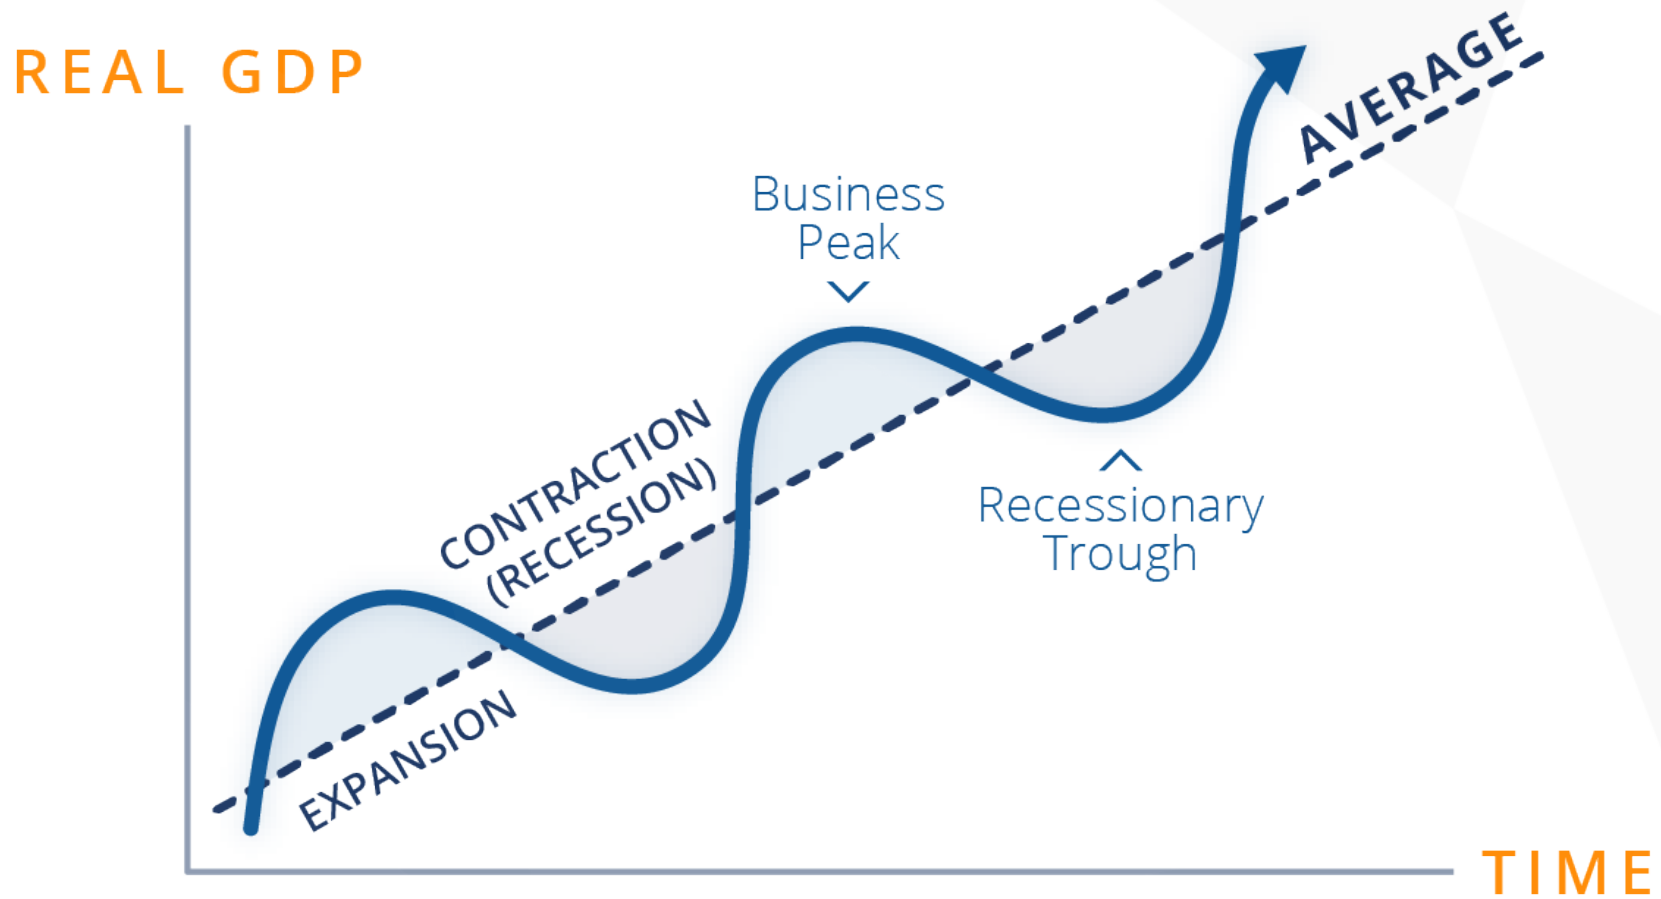 REAL GDP
AVERAGE
Business
Peak
CONTRACTION
(RECESSION)
Recessionary
Trough
EXPANSION
TIME